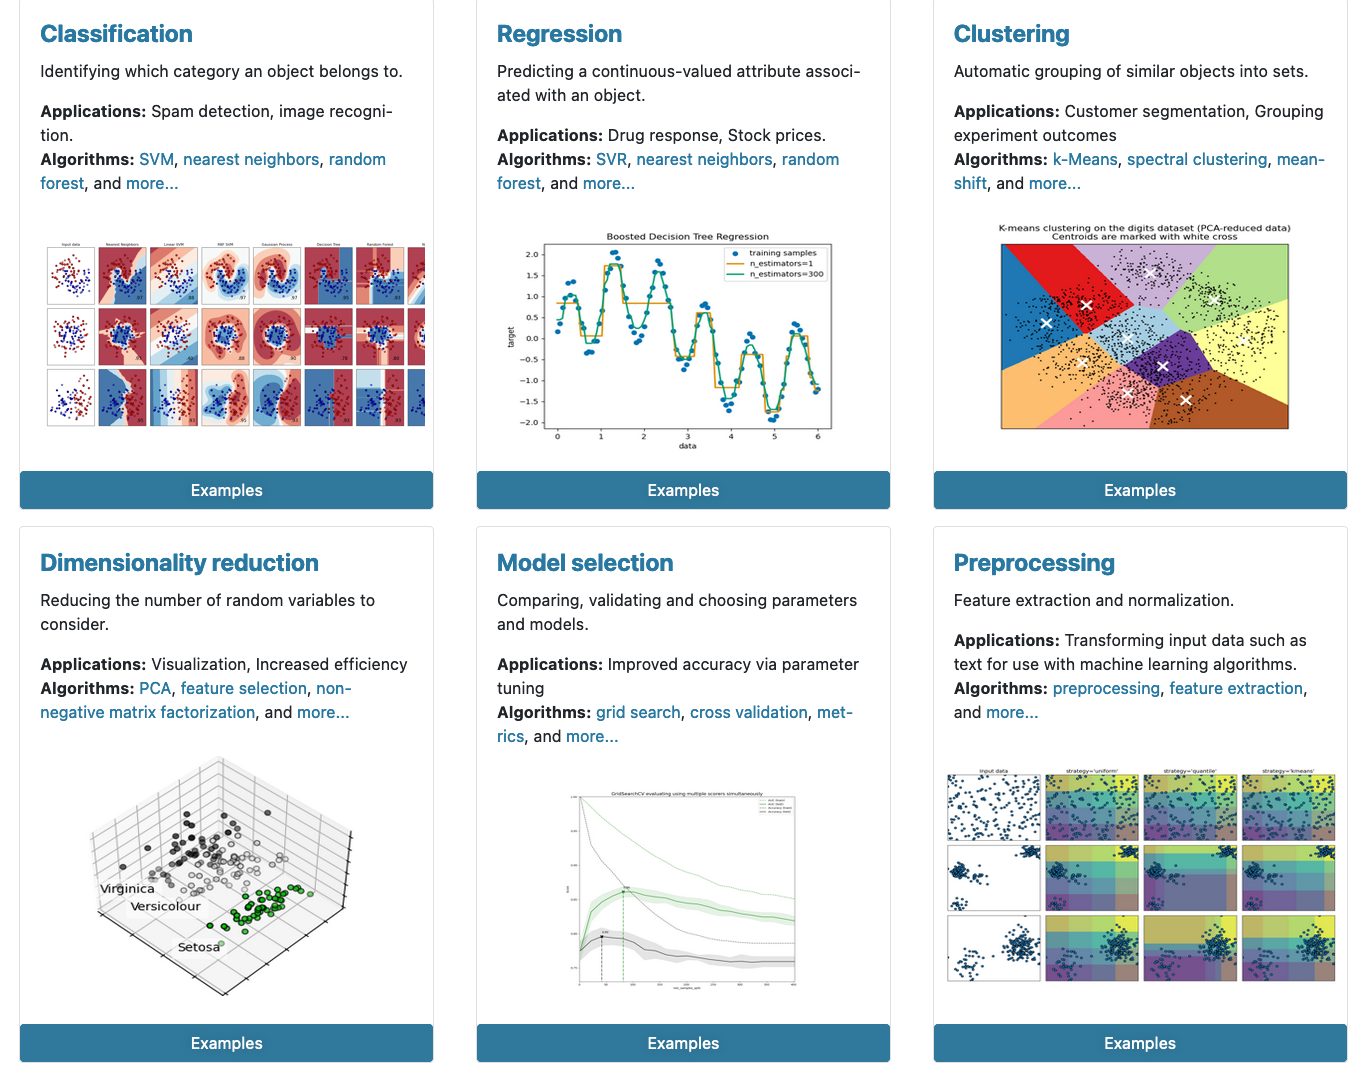 Classification
Identifying which category an object belongs to.
Applications: Spam detection, image recogni-
tion.
Algorithms: SVM, nearest neighbors, random
forest, and more...
Input data
Nearest Neighbors
Linear SVM
RBF SVM
Gaussian Process
Decision Tree
Random Forest
Examples
Regression
Predicting a continuous-valued attribute associ-
ated with an object.
Applications: Drug response, Stock prices.
Algorithms: SVR, nearest neighbors, random
forest, and more...
Boosted Decision Tree Regression
training samples
n_estimators=1
n_estimators=300
target
2.0
1.5
1.0
0.5
0.0
−0.5
−1.0
−1.5
−2.0
0 1 2 3 4 5 6
data
Examples
Clustering
Automatic grouping of similar objects into sets.
Applications: Customer segmentation, Grouping
experiment outcomes
Algorithms: k-Means, spectral clustering, mean-
shift, and more...
K-means clustering on the digits dataset (PCA-reduced data)
Centroids are marked with white cross
Examples
Dimensionality reduction
Reducing the number of random variables to
consider.
Applications: Visualization, Increased efficiency
Algorithms: PCA, feature selection, non-
negative matrix factorization, and more...
Virginica
Versicolour
Setosa
Examples
Model selection
Comparing, validating and choosing parameters
and models.
Applications: Improved accuracy via parameter
tuning
Algorithms: grid search, cross validation, met-
rics, and more...
GridSearchCV evaluating using multiple scorers simultaneously
Examples
Preprocessing
Feature extraction and normalization.
Applications: Transforming input data such as
text for use with machine learning algorithms.
Algorithms: preprocessing, feature extraction,
and more...
Input data
strategy='uniform'
strategy='quantile'
strategy='kmeans'
Examples